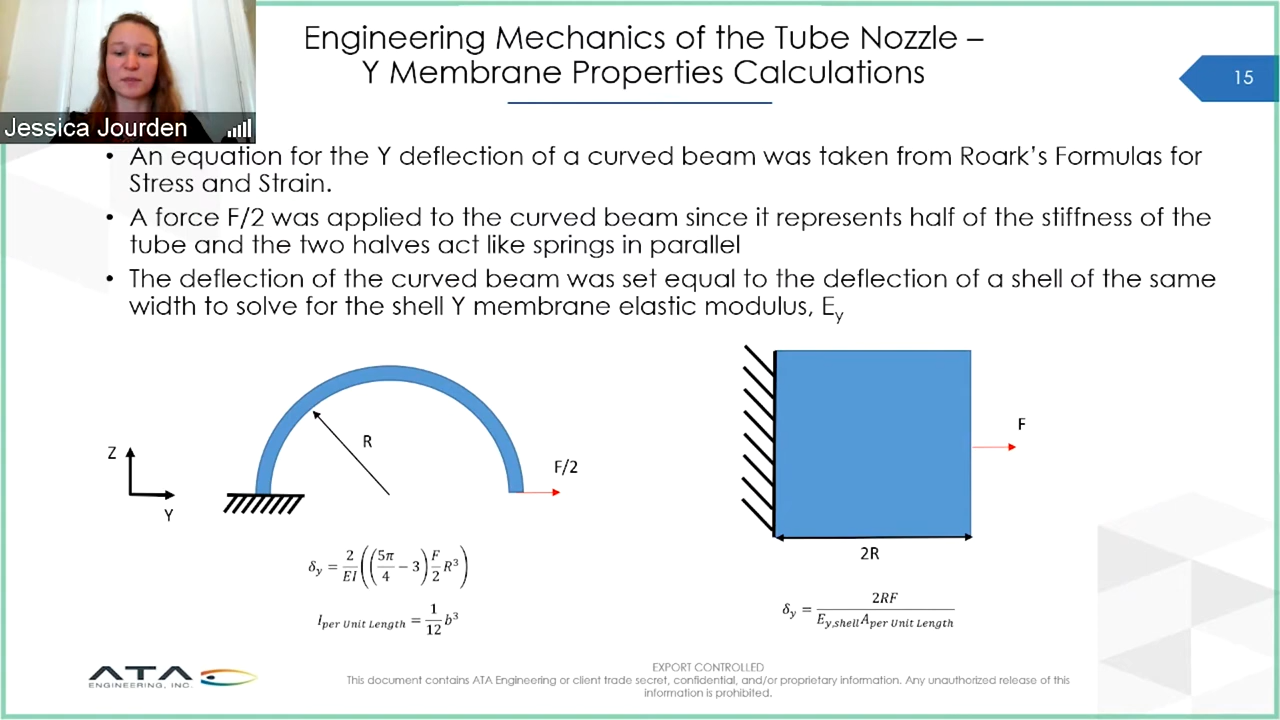 Engineering Mechanics of the Tube Nozzle –
Y Membrane Properties Calculations
15
Jessica Jourden
• An equation for the Y deflection of a curved beam was taken from Roark’s Formulas for
Stress and Strain.
• A force F/2 was applied to the curved beam since it represents half of the stiffness of the
tube and the two halves act like springs in parallel
• The deflection of the curved beam was set equal to the deflection of a shell of the same
width to solve for the shell Y membrane elastic modulus, E_y
Z
Y
R
F/2
F
2R
δ_y = 2/EI ((5π/4 − 3) F/2 R³)
I_per Unit Length = 1/12 b³
δ_y = 2RF / E_y,shell A_per Unit Length
ATA
ENGINEERING, INC.
EXPORT CONTROLLED
This document contains ATA Engineering or client trade secret, confidential, and/or proprietary information. Any unauthorized release of this
information is prohibited.